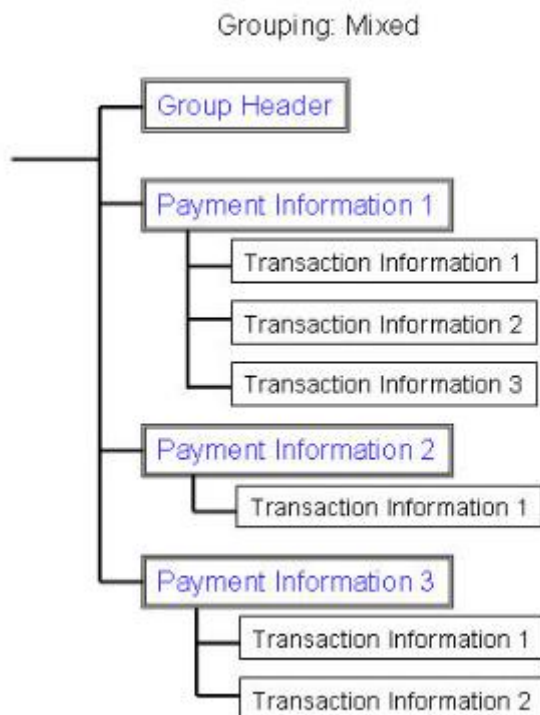 Grouping: Mixed
Group Header
Payment Information 1
Transaction Information 1
Transaction Information 2
Transaction Information 3
Payment Information 2
Transaction Information 1
Payment Information 3
Transaction Information 1
Transaction Information 2